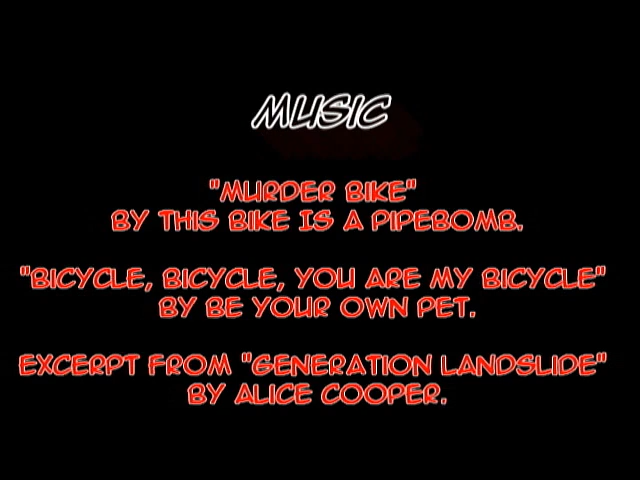 MUSIC
"MURDER BIKE"
BY THIS BIKE IS A PIPEBOMB.
"BICYCLE, BICYCLE, YOU ARE MY BICYCLE"
BY BE YOUR OWN PET.
EXCERPT FROM "GENERATION LANDSLIDE"
BY ALICE COOPER.